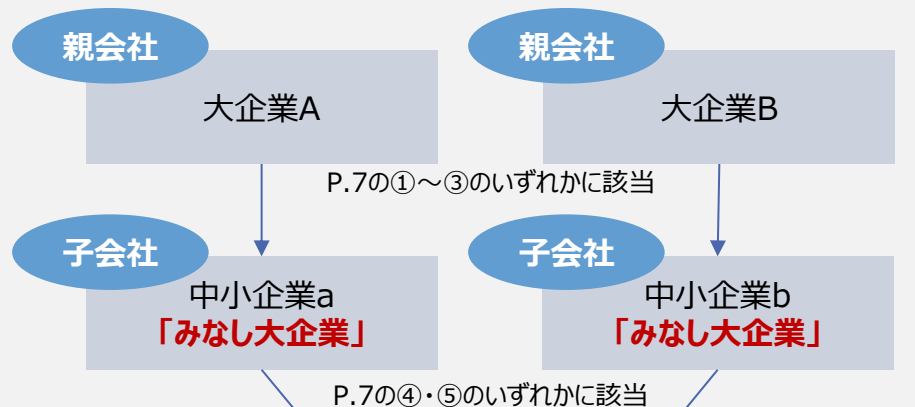 親会社
親会社
大企業A
大企業B
P.7の①～③のいずれかに該当
子会社
子会社
中小企業a
「みなし大企業」
中小企業b
「みなし大企業」
P.7の④・⑤のいずれかに該当